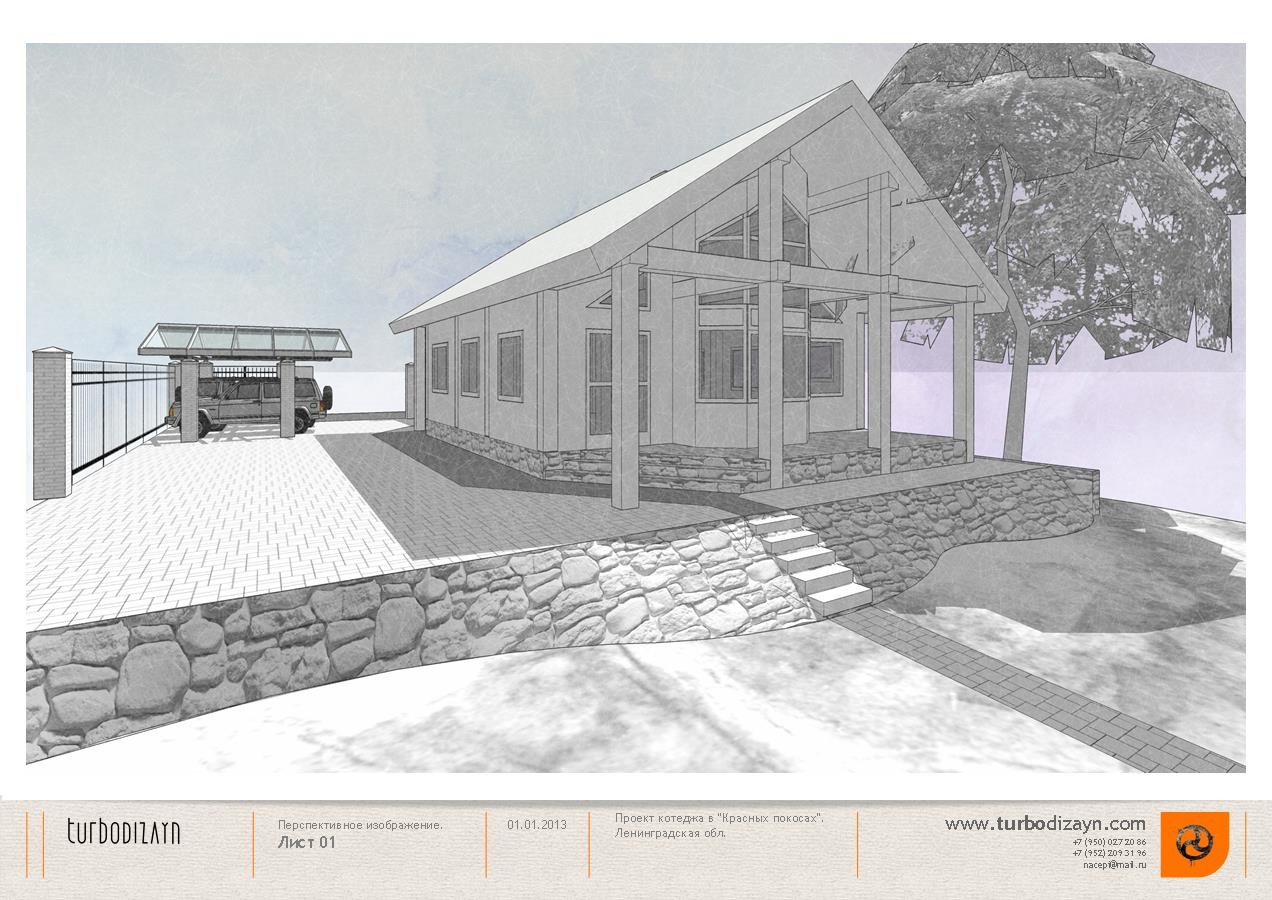 turbodizayn
Перспективное изображение.
Лист 01
01.01.2013
Проект котеджа в "Красных покосах".
Ленинградская обл.
www.turbodizayn.com
+7 (950) 027 20 86
+7 (952) 209 31 96
nacepi@mail.ru